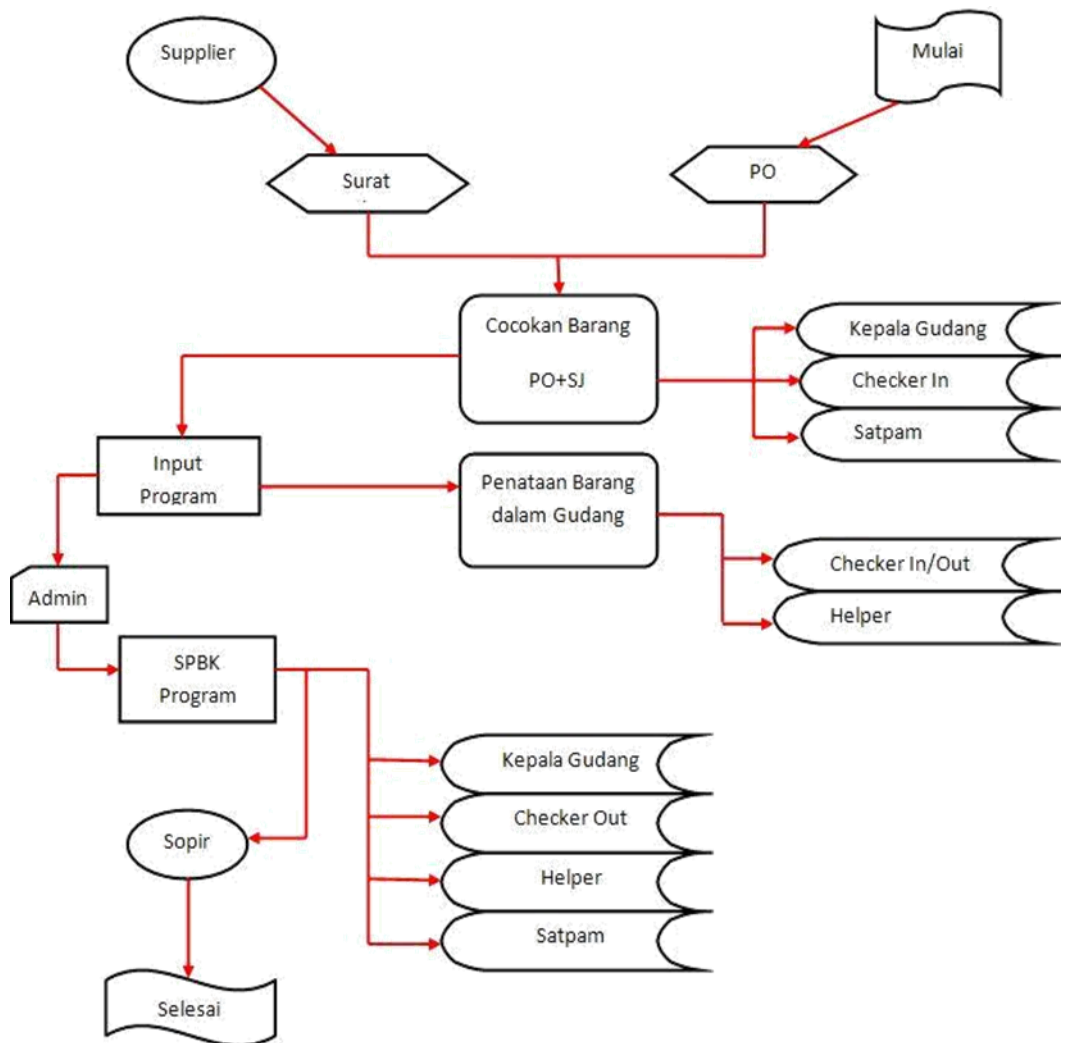 Supplier
Mulai
Surat
PO
Cocokan Barang
PO+SJ
Kepala Gudang
Checker In
Satpam
Input
Program
Penataan Barang
dalam Gudang
Checker In/Out
Helper
Admin
SPBK
Program
Kepala Gudang
Checker Out
Helper
Satpam
Sopir
Selesai